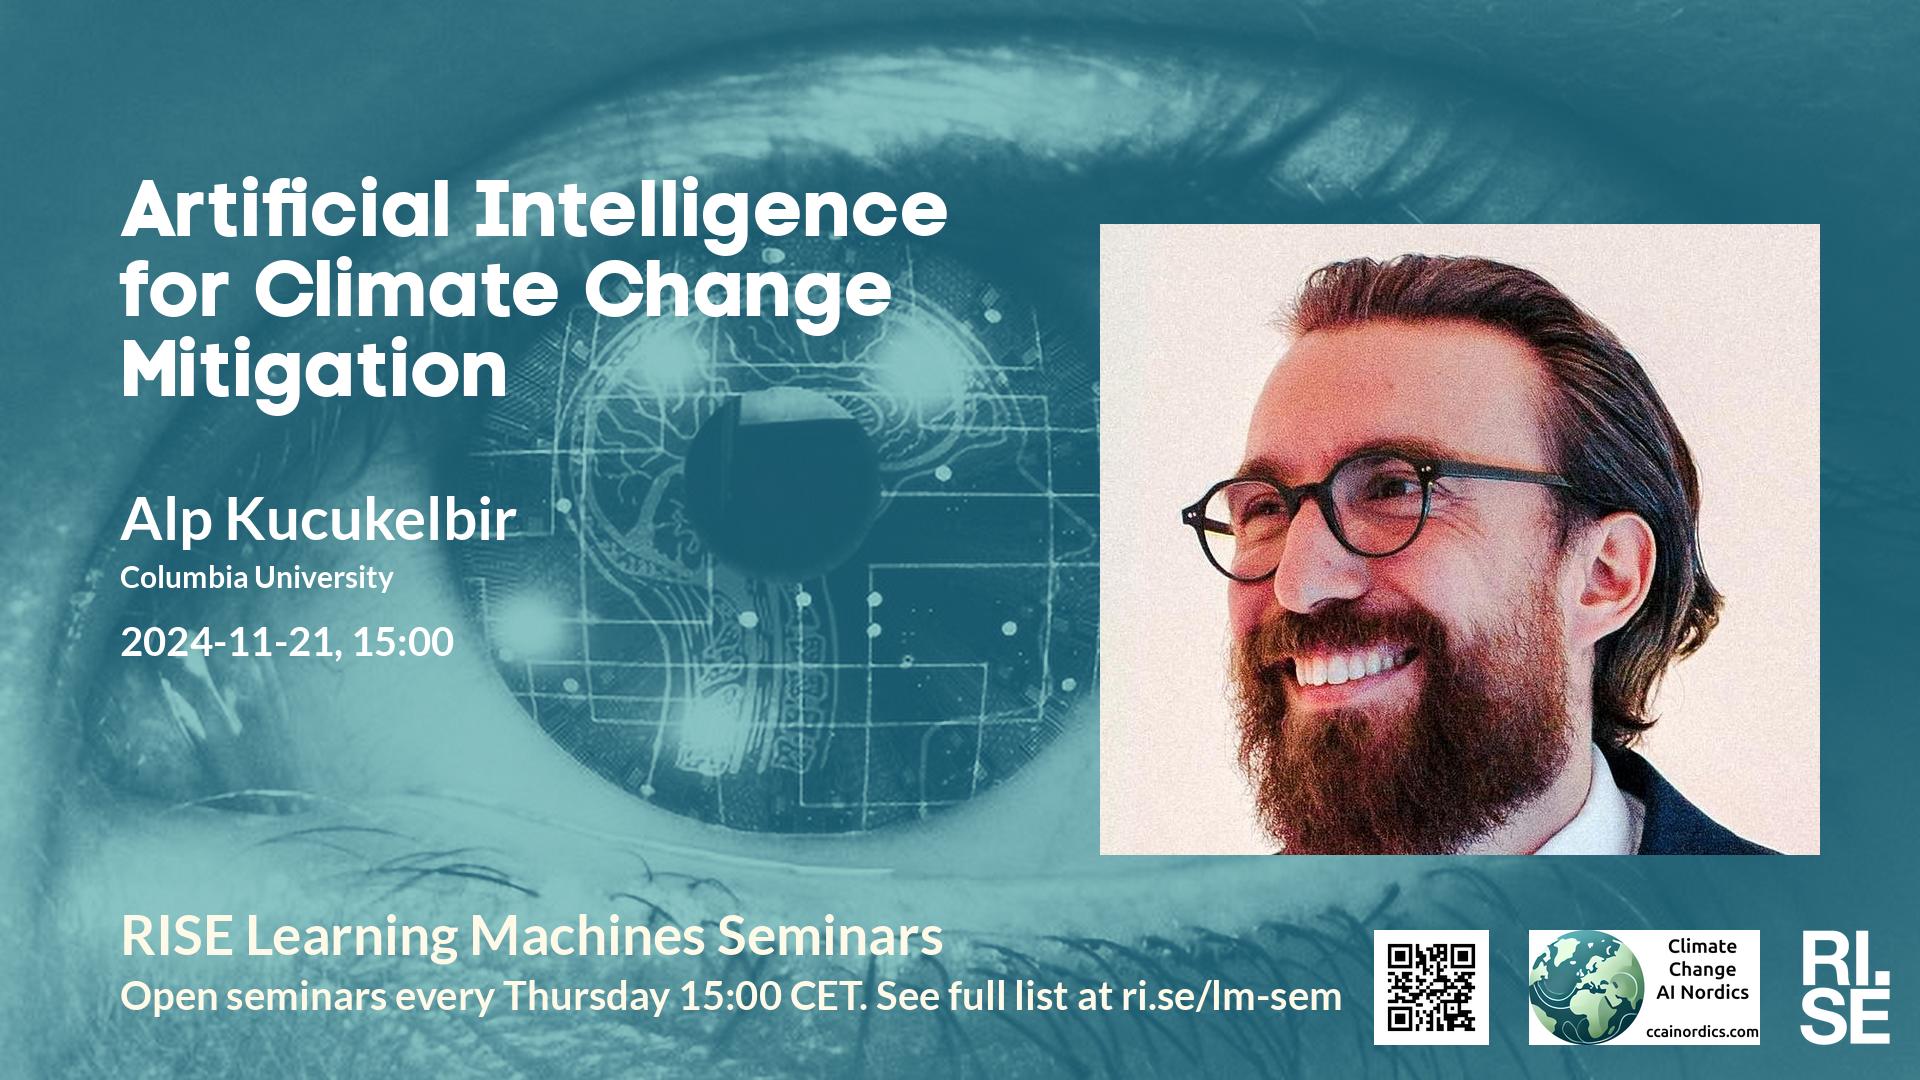 Artificial Intelligence
for Climate Change
Mitigation
Alp Kucukelbir
Columbia University
2024-11-21, 15:00
RISE Learning Machines Seminars
Open seminars every Thursday 15:00 CET. See full list at ri.se/lm-sem
Climate
Change
AI Nordics
ccainordics.com
RI.
SE